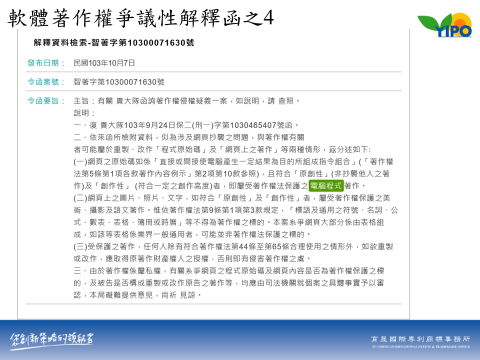 軟體著作權爭議性解釋函之4
YIPO
解釋資料檢索-智著字第10300071630號
發布日期： 民國103年10月7日
令函案號： 智著字第10300071630號
令函要旨： 主旨：有關 貴大隊函詢著作權侵權疑義一案，如說明，請 查照。
說明：
一、復 貴大隊103年9月24日保二(刑一)字第1030465407號函。
二、依來函所檢附資料，似為涉及網頁抄襲之問題，與著作權有關
者可能屬於重製、改作「程式原始碼」及「網頁上之著作」等兩種情形，茲分述如下:
(一)網頁之原始碼如係「直接或間接使電腦產生一定結果為目的所組成指令組合」(「著作權
法第5條第1項各款著作內容例示」第2項第10款參照)，且符合「原創性」(非抄襲他人之著
作)及「創作性」 (符合一定之創作高度)者，即屬受著作權法保護之電腦程式著作。
(二)網頁上之圖片、照片、文字，如符合「原創性」及「創作性」者，屬受著作權保護之美
術、攝影及語文著作。惟依著作權法第9條第1項第3款規定，「標語及通用之符號、名詞、公
式、數表、表格、簿冊或時曆」等不得為著作權之標的。本案系爭網頁大部分係由表格組
成，如該等表格係業界一般通用者，可能並非著作權法保護之標的。
(三)受保護之著作，任何人除有符合著作權法第44條至第65條合理使用之情形外，如欲重製
或改作，應取得原著作財產權人之授權，否則即有侵害著作權之虞。
三、由於著作權係屬私權，有關系爭網頁之程式原始碼及網頁內容是否為著作權保護之標
的，及被告是否構成重製或改作原告之著作等，均應由司法機關就個案之具體事實予以審
認，本局礙難提供意見，尚祈 見諒。